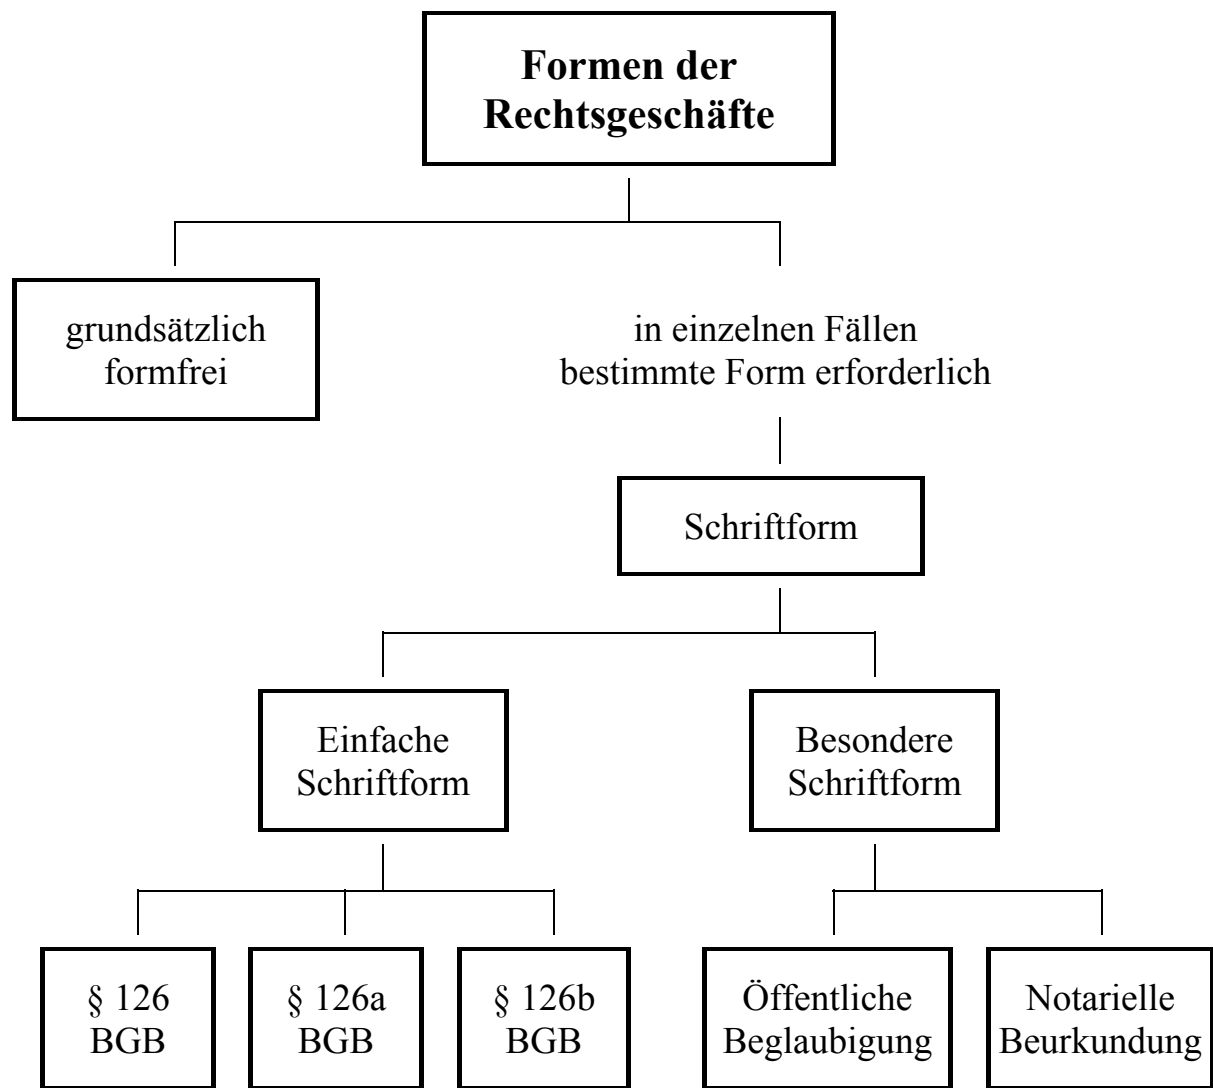 Formen der
Rechtsgeschäfte
grundsätzlich
formfrei
in einzelnen Fällen
bestimmte Form erforderlich
Schriftform
Einfache
Schriftform
Besondere
Schriftform
§ 126
BGB
§ 126a
BGB
§ 126b
BGB
Öffentliche
Beglaubigung
Notarielle
Beurkundung